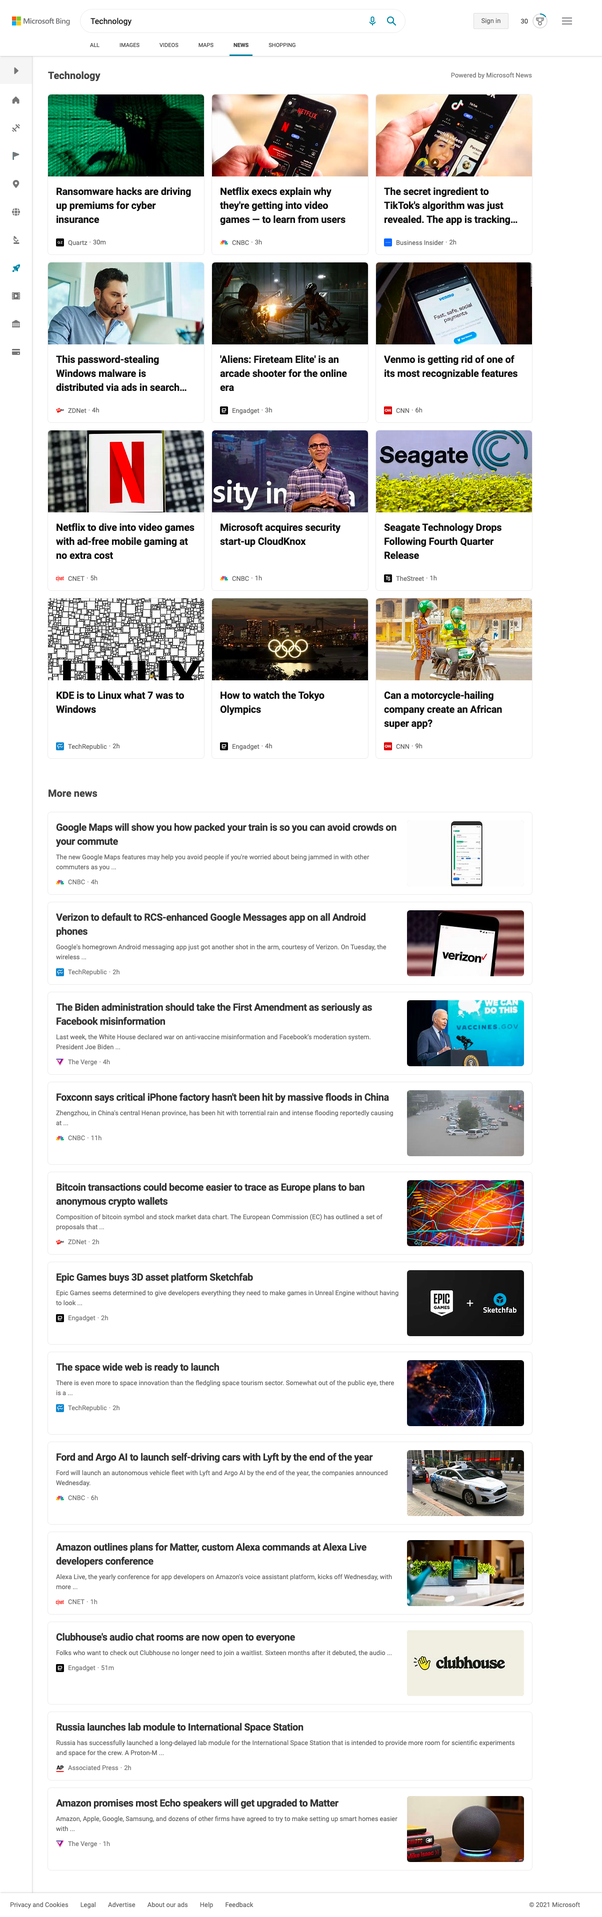 Microsoft Bing
Technology
Sign in
30
ALL
IMAGES
VIDEOS
MAPS
NEWS
SHOPPING
Technology
Powered by Microsoft News
Ransomware hacks are driving
up premiums for cyber
insurance
Quartz · 30m
NETFLIX
Netflix execs explain why
they're getting into video
games — to learn from users
CNBC · 3h
TikTok
The secret ingredient to
TikTok's algorithm was just
revealed. The app is tracking...
Business Insider · 2h
This password-stealing
Windows malware is
distributed via ads in search...
ZDNet · 4h
'Aliens: Fireteam Elite' is an
arcade shooter for the online
era
Engadget · 3h
venmo
Fast, safe, social
payments
Venmo is getting rid of one of
its most recognizable features
CNN · 6h
N
Netflix to dive into video games
with ad-free mobile gaming at
no extra cost
CNET · 5h
sity in a
Microsoft acquires security
start-up CloudKnox
CNBC · 1h
Seagate
Seagate Technology Drops
Following Fourth Quarter
Release
TheStreet · 1h
LINUX
KDE is to Linux what 7 was to
Windows
TechRepublic · 2h
How to watch the Tokyo
Olympics
Engadget · 4h
Can a motorcycle-hailing
company create an African
super app?
CNN · 9h
More news
Google Maps will show you how packed your train is so you can avoid crowds on
your commute
The new Google Maps features may help you avoid people if you're worried about being jammed in with other
commuters as you ...
CNBC · 4h
Verizon to default to RCS-enhanced Google Messages app on all Android
phones
Google's homegrown Android messaging app just got another shot in the arm, courtesy of Verizon. On Tuesday, the
wireless ...
TechRepublic · 2h
verizon
The Biden administration should take the First Amendment as seriously as
Facebook misinformation
Last week, the White House declared war on anti-vaccine misinformation and Facebook's moderation system.
President Joe Biden ...
The Verge · 4h
WE CAN
DO THIS
VACCINES.GOV
Foxconn says critical iPhone factory hasn't been hit by massive floods in China
Zhengzhou, in China's central Henan province, has been hit with torrential rain and intense flooding reportedly causing
at ...
CNBC · 11h
Bitcoin transactions could become easier to trace as Europe plans to ban
anonymous crypto wallets
Composition of bitcoin symbol and stock market data chart. The European Commission (EC) has outlined a set of
proposals that ...
ZDNet · 2h
Epic Games buys 3D asset platform Sketchfab
Epic Games seems determined to give developers everything they need to make games in Unreal Engine without having
to look ...
Engadget · 2h
EPIC
GAMES
+
Sketchfab
The space wide web is ready to launch
There is even more to space innovation than the fledgling space tourism sector. Somewhat out of the public eye, there
is a ...
TechRepublic · 2h
Ford and Argo AI to launch self-driving cars with Lyft by the end of the year
Ford will launch an autonomous vehicle fleet with Lyft and Argo AI by the end of the year, the companies announced
Wednesday.
CNBC · 6h
Amazon outlines plans for Matter, custom Alexa commands at Alexa Live
developers conference
Alexa Live, the yearly conference for app developers on Amazon's voice assistant platform, kicks off Wednesday, with
more ...
CNET · 1h
Clubhouse's audio chat rooms are now open to everyone
Folks who want to check out Clubhouse no longer need to join a waitlist. Sixteen months after it debuted, the audio ...
Engadget · 51m
clubhouse
Russia launches lab module to International Space Station
Russia has successfully launched a long-delayed lab module for the International Space Station that is intended to provide more room for scientific experiments
and space for the crew. A Proton-M ...
AP
Associated Press · 2h
Amazon promises most Echo speakers will get upgraded to Matter
Amazon, Apple, Google, Samsung, and dozens of other firms have agreed to try to make setting up smart homes easier
with ...
The Verge · 1h
Privacy and Cookies
Legal
Advertise
About our ads
Help
Feedback
© 2021 Microsoft